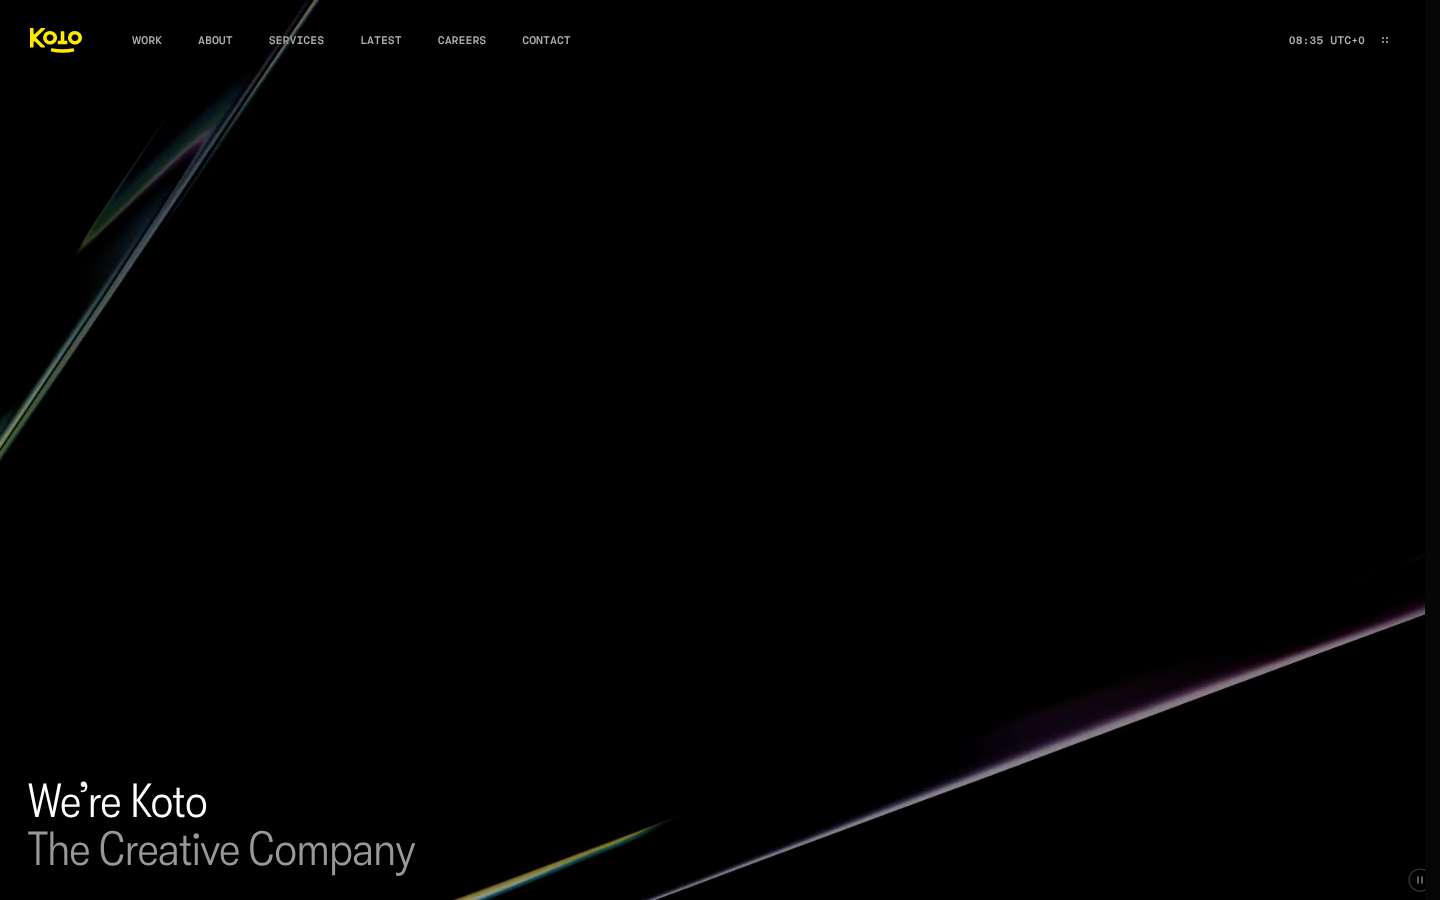 Koto
WORK ABOUT SERVICES LATEST CAREERS CONTACT
08:35 UTC+0
We’re Koto
The Creative Company